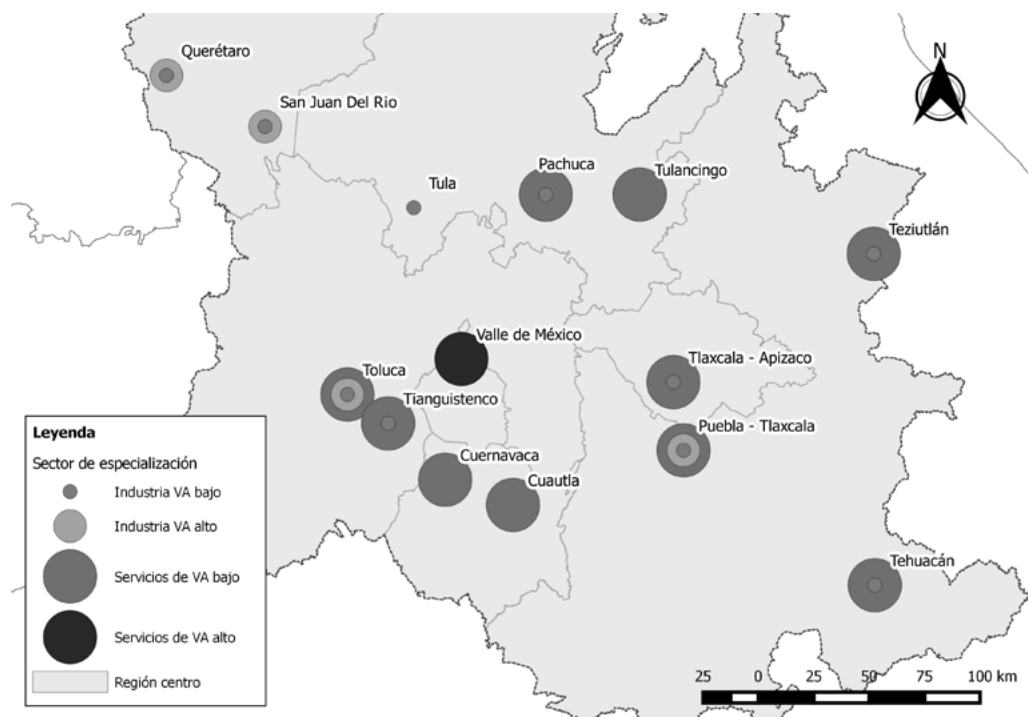 Querétaro
N
San Juan Del Rio
Pachuca
Tulancingo
Tula
Teziutlán
Valle de México
Tlaxcala - Apizaco
Toluca
Tianguistenco
Puebla - Tlaxcala
Cuernavaca
Cuautla
Tehuacán
Leyenda
Sector de especialización
Industria VA bajo
Industria VA alto
Servicios de VA bajo
Servicios de VA alto
Región centro
25 0 25 50 75 100 km